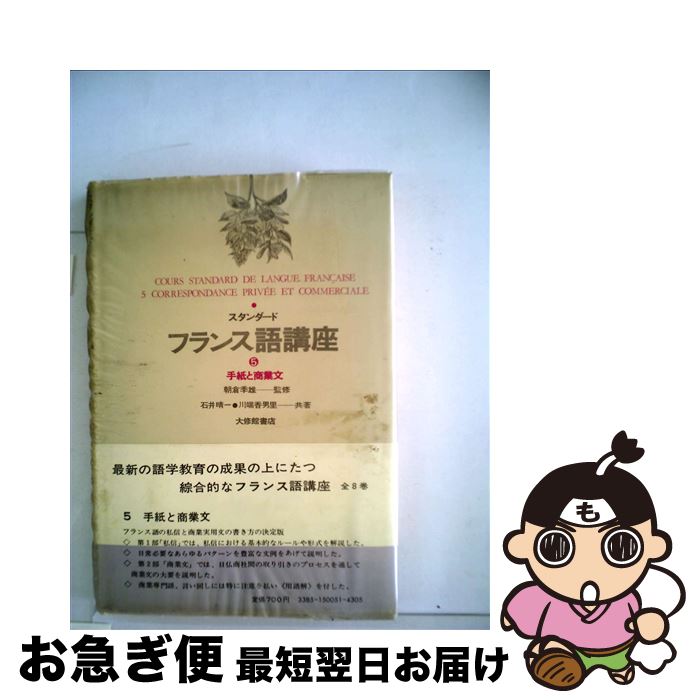 COURS STANDARD DE LANGUE FRANÇAISE
5 CORRESPONDANCE PRIVÉE ET COMMERCIALE
スタンダード
フランス語講座
5
手紙と商業文
朝倉季雄──監修
石井晴一●川端香男里──共著
大修館書店
最新の語学教育の成果の上にたつ
綜合的なフランス語講座 全8巻
5 手紙と商業文
フランス語の私信と商業実用文の書き方の決定版
◇ 第1部「私信」では、私信における基本的なルールや形式を解説した。
◇ 日常必要なあらゆるパターンを豊富な文例をあげて説明した。
◇ 第2部「商業文」では、日仏商社間の取り引きのプロセスを通して
商業文の大要を説明した。
◇ 商業専門語、言い回しには特に注意を払い《用語解》を付した。
定価700円 3385-150051-4305
も
お急ぎ便 最短翌日お届け